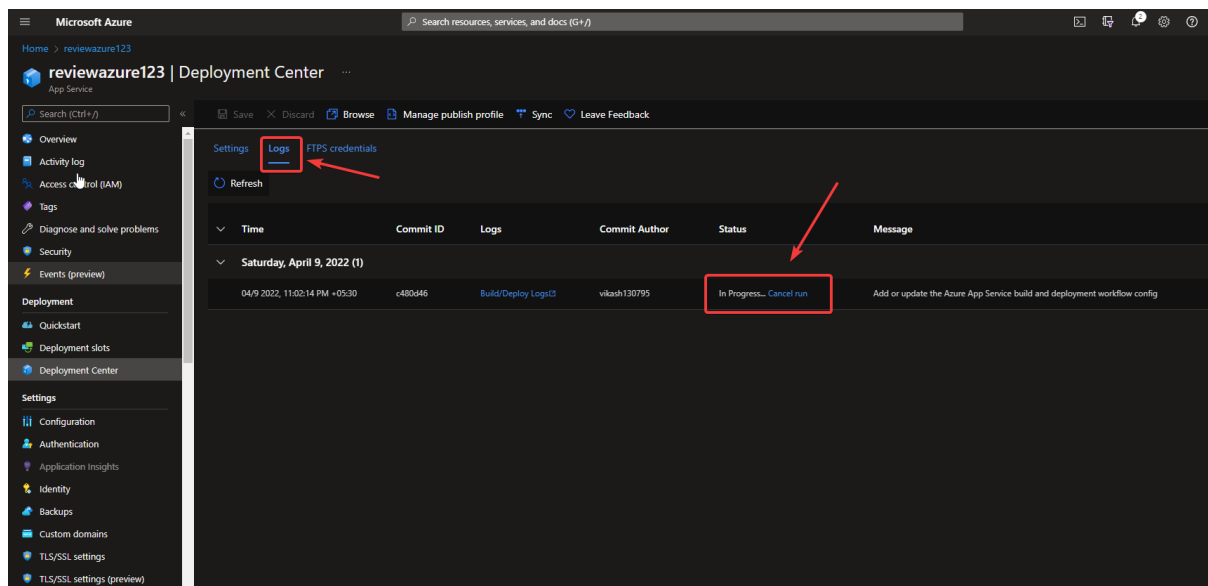 Microsoft Azure
Search resources, services, and docs (G+/)
2
Home > reviewazure123
reviewazure123 | Deployment Center ...
App Service
Search (Ctrl+/)
«
Save
Discard
Browse
Manage publish profile
Sync
Leave Feedback
Overview
Activity log
Access control (IAM)
Tags
Diagnose and solve problems
Security
Events (preview)
Deployment
Quickstart
Deployment slots
Deployment Center
Settings
Configuration
Authentication
Application Insights
Identity
Backups
Custom domains
TLS/SSL settings
TLS/SSL settings (preview)
Settings
Logs
FTPS credentials
Refresh
Time
Commit ID
Logs
Commit Author
Status
Message
Saturday, April 9, 2022 (1)
04/9 2022, 11:02:14 PM +05:30
c480d46
Build/Deploy Logs
vikash130795
In Progress... Cancel run
Add or update the Azure App Service build and deployment workflow config